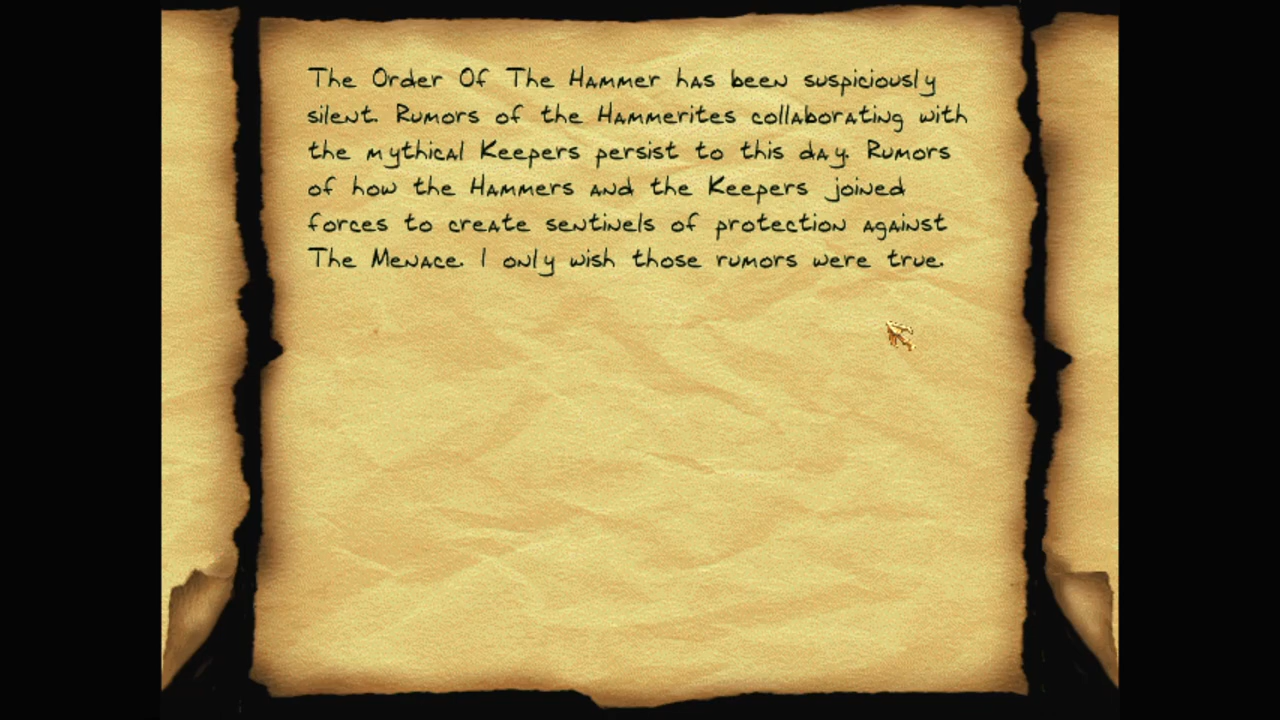 The Order Of The Hammer has been suspiciously
silent. Rumors of the Hammerites collaborating with
the mythical Keepers persist to this day. Rumors
of how the Hammers and the Keepers joined
forces to create sentinels of protection against
The Menace. I only wish those rumors were true.